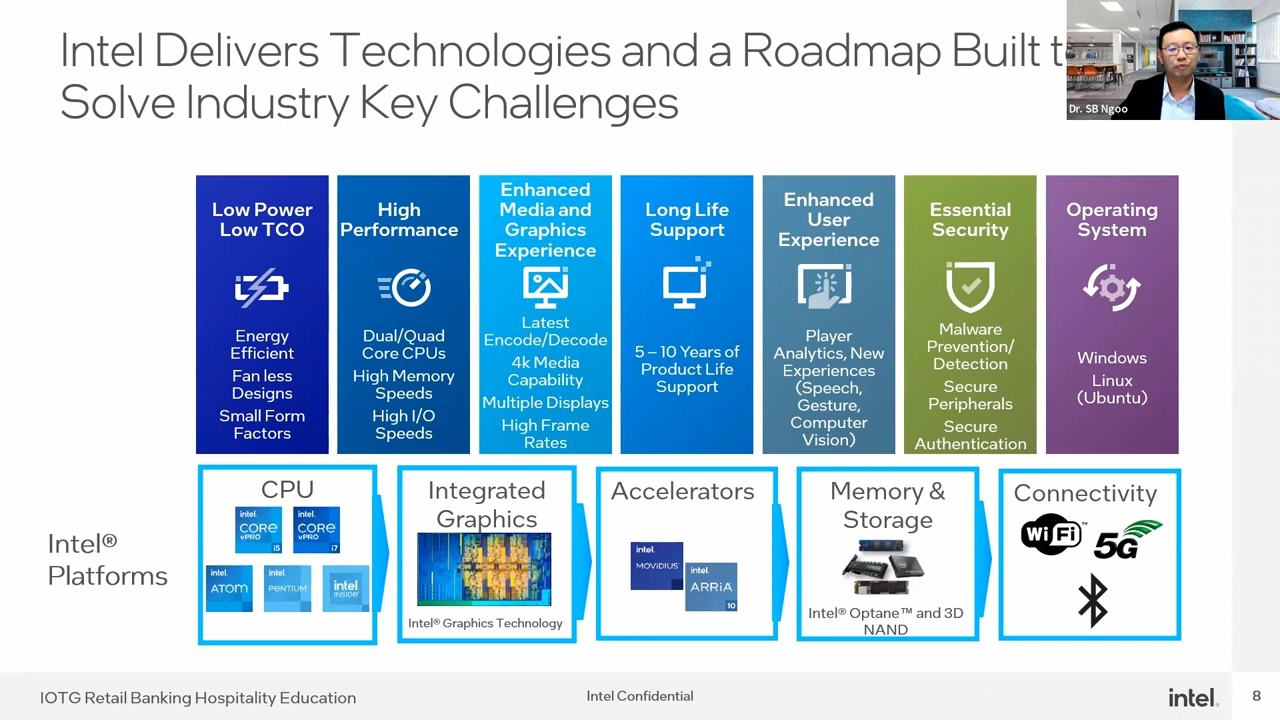 Intel Delivers Technologies and a Roadmap Built t
Solve Industry Key Challenges
Dr. SB Ngoo
Low Power
Low TCO
Energy
Efficient
Fan less
Designs
Small Form
Factors
High
Performance
Dual/Quad
Core CPUs
High Memory
Speeds
High I/O
Speeds
Enhanced
Media and
Graphics
Experience
Latest
Encode/Decode
4k Media
Capability
Multiple Displays
High Frame
Rates
Long Life
Support
5 – 10 Years of
Product Life
Support
Enhanced
User
Experience
Player
Analytics, New
Experiences
(Speech,
Gesture,
Computer
Vision)
Essential
Security
Malware
Prevention/
Detection
Secure
Peripherals
Secure
Authentication
Operating
System
Windows
Linux
(Ubuntu)
Intel®
Platforms
CPU
intel.
CORE
vPRO
i5
intel.
CORE
vPRO
i7
intel.
ATOM
intel.
PENTIUM
intel
INSIDE
Integrated
Graphics
Intel® Graphics Technology
Accelerators
intel.
MOVIDIUS
intel.
ARRIA
10
Memory &
Storage
Intel® Optane™ and 3D
NAND
Connectivity
WiFi™
5G
IOTG Retail Banking Hospitality Education
Intel Confidential
intel.
8